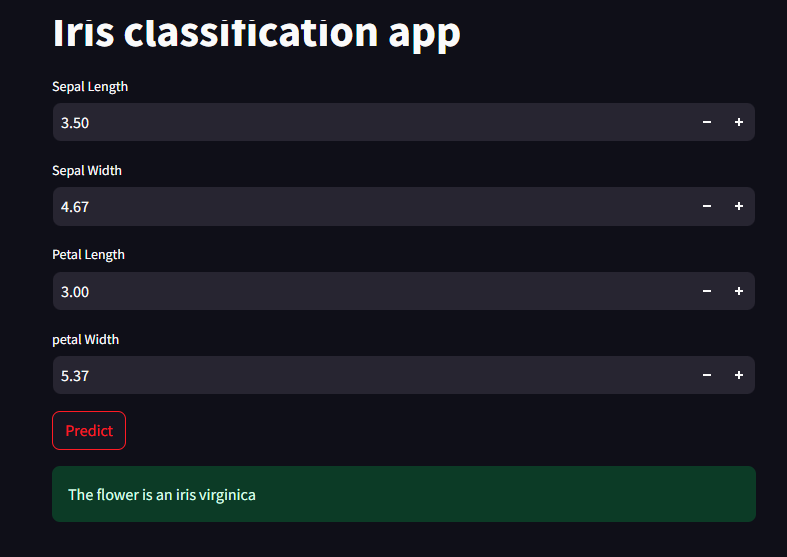 Iris classification app
Sepal Length
3.50
Sepal Width
4.67
Petal Length
3.00
petal Width
5.37
Predict
The flower is an iris virginica